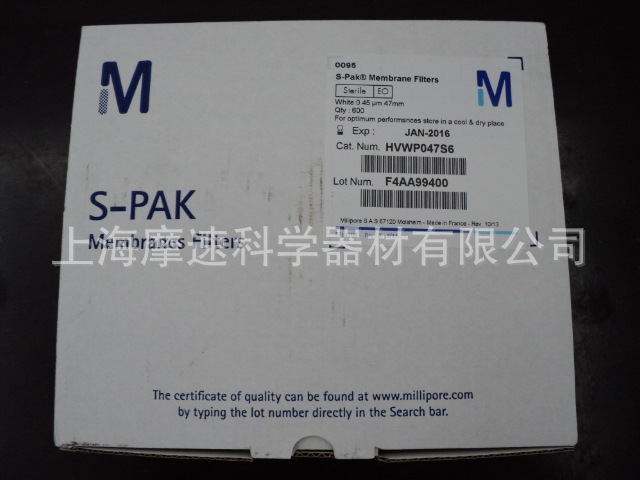 M
S-PAK
Membranes Filters
0095
S-Pak® Membrane Filters
Sterile EO
White 0.45 µm 47mm
Qty : 600
For optimum performances store in a cool & dry place
Exp : JAN-2016
Cat. Num. HVWP047S6
Lot Num. F4AA99400
Millipore S.A.S 67120 Molsheim - Made in France - Rev. 10/13
M
上海摩速科学器材有限公司
The certificate of quality can be found at www.millipore.com
by typing the lot number directly in the Search bar.